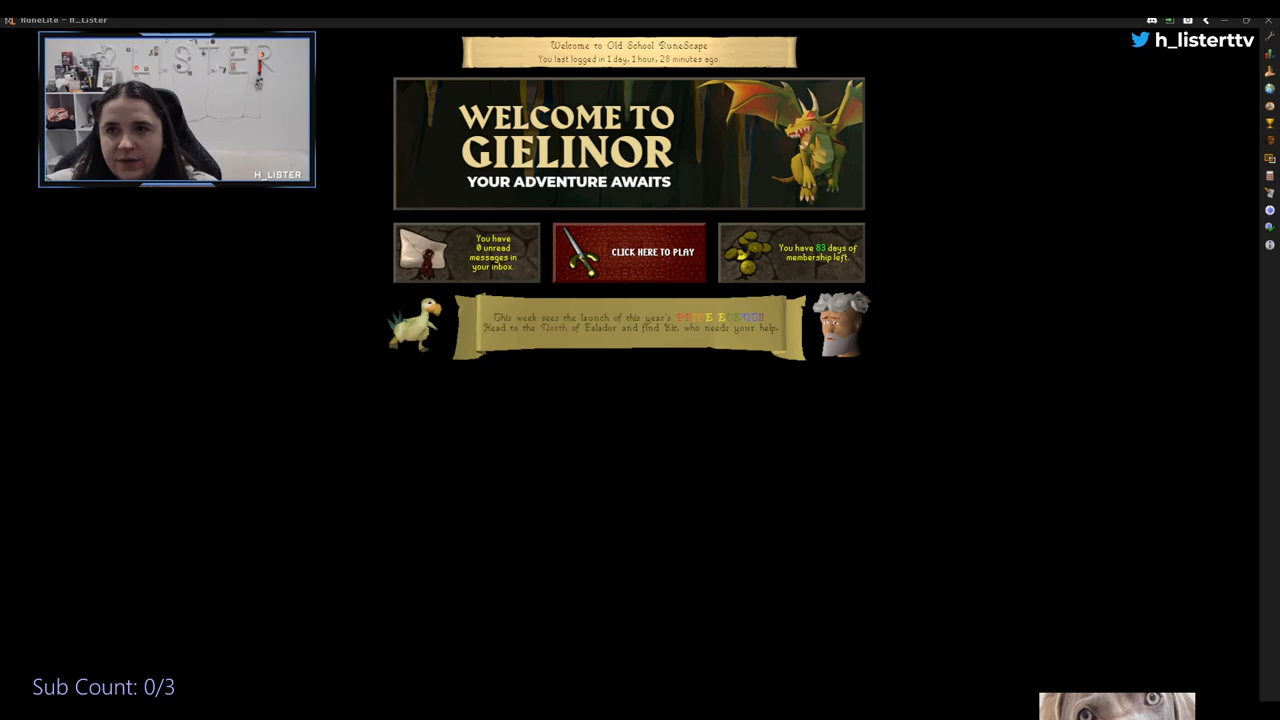 RuneLite - H_Lister
h_listerttv
LISTER
H_LISTER
Welcome to Old School RuneScape
You last logged in 1 day, 1 hour, 28 minutes ago.
WELCOME TO
GIELINOR
YOUR ADVENTURE AWAITS
You have
0 unread
messages in
your inbox.
CLICK HERE TO PLAY
You have 83 days of
membership left.
This week sees the launch of this year's PRIDE EVENT!!
Head to the North of Falador and find Kit, who needs your help.
Sub Count: 0/3